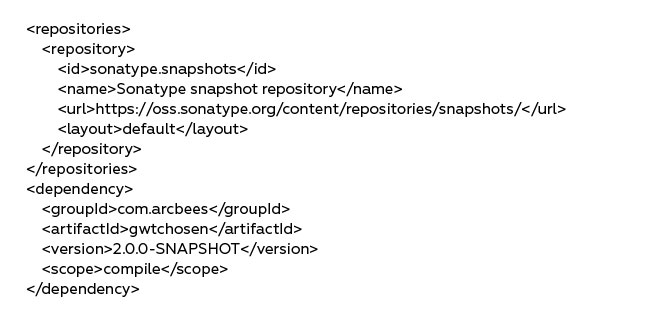 <repositories>
    <repository>
        <id>sonatype.snapshots</id>
        <name>Sonatype snapshot repository</name>
        <url>https://oss.sonatype.org/content/repositories/snapshots/</url>
        <layout>default</layout>
    </repository>
</repositories>
<dependency>
    <groupId>com.arcbees</groupId>
    <artifactId>gwtchosen</artifactId>
    <version>2.0.0-SNAPSHOT</version>
    <scope>compile</scope>
</dependency>